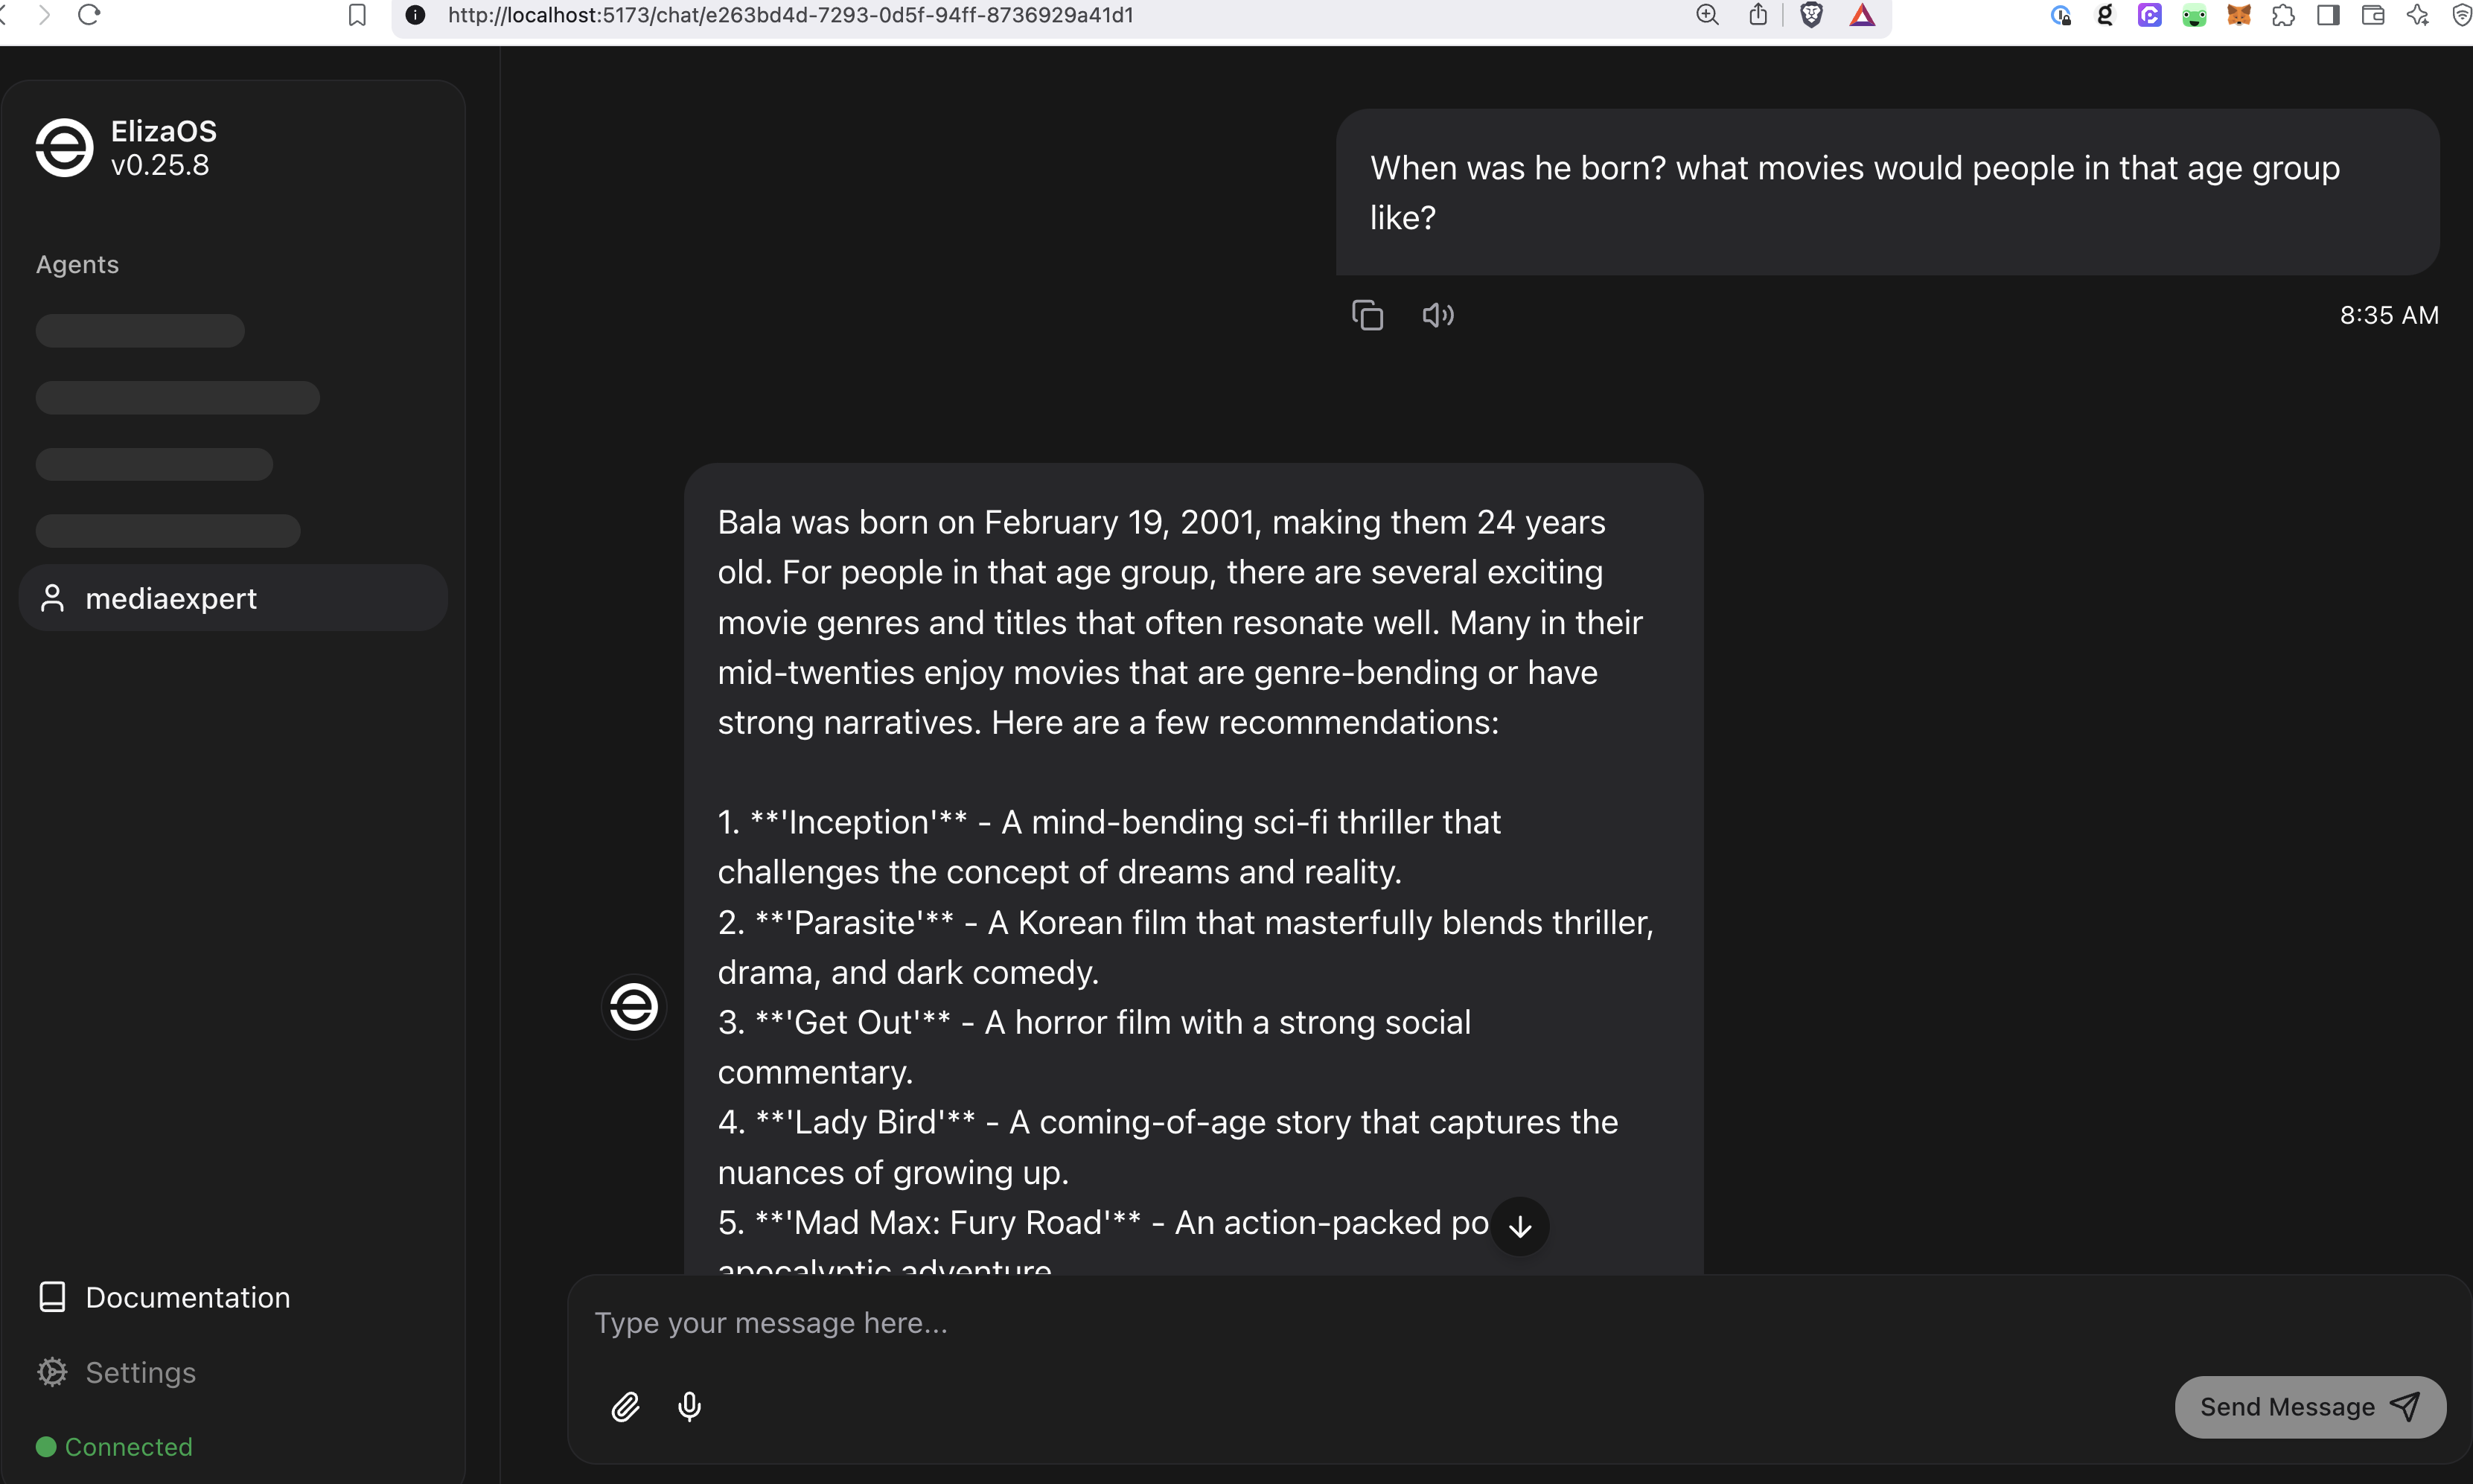 http://localhost:5173/chat/e263bd4d-7293-0d5f-94ff-8736929a41d1
ElizaOS
v0.25.8
Agents
mediaexpert
Documentation
Settings
Connected
When was he born? what movies would people in that age group
like?
8:35 AM
Bala was born on February 19, 2001, making them 24 years
old. For people in that age group, there are several exciting
movie genres and titles that often resonate well. Many in their
mid-twenties enjoy movies that are genre-bending or have
strong narratives. Here are a few recommendations:
1. **'Inception'** - A mind-bending sci-fi thriller that
challenges the concept of dreams and reality.
2. **'Parasite'** - A Korean film that masterfully blends thriller,
drama, and dark comedy.
3. **'Get Out'** - A horror film with a strong social
commentary.
4. **'Lady Bird'** - A coming-of-age story that captures the
nuances of growing up.
5. **'Mad Max: Fury Road'** - An action-packed po
apocalyptic adventure
Type your message here...
Send Message